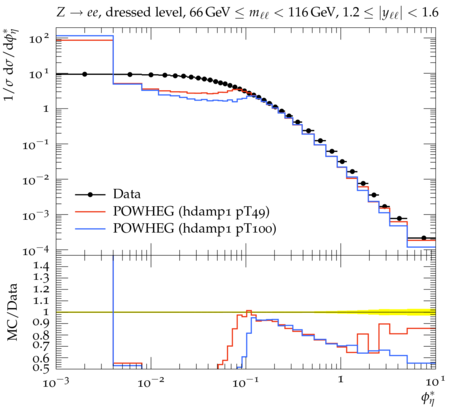 Z → ee, dressed level, 66 GeV ≤ mℓℓ < 116 GeV, 1.2 ≤ |yℓℓ| < 1.6
1/σ dσ/dφ*η
10²
10¹
1
10⁻¹
10⁻²
10⁻³
10⁻⁴
Data
POWHEG (hdamp1 pT49)
POWHEG (hdamp1 pT100)
MC/Data
1.4
1.3
1.2
1.1
1
0.9
0.8
0.7
0.6
0.5
10⁻³ 10⁻² 10⁻¹ 1 10¹
φ*η